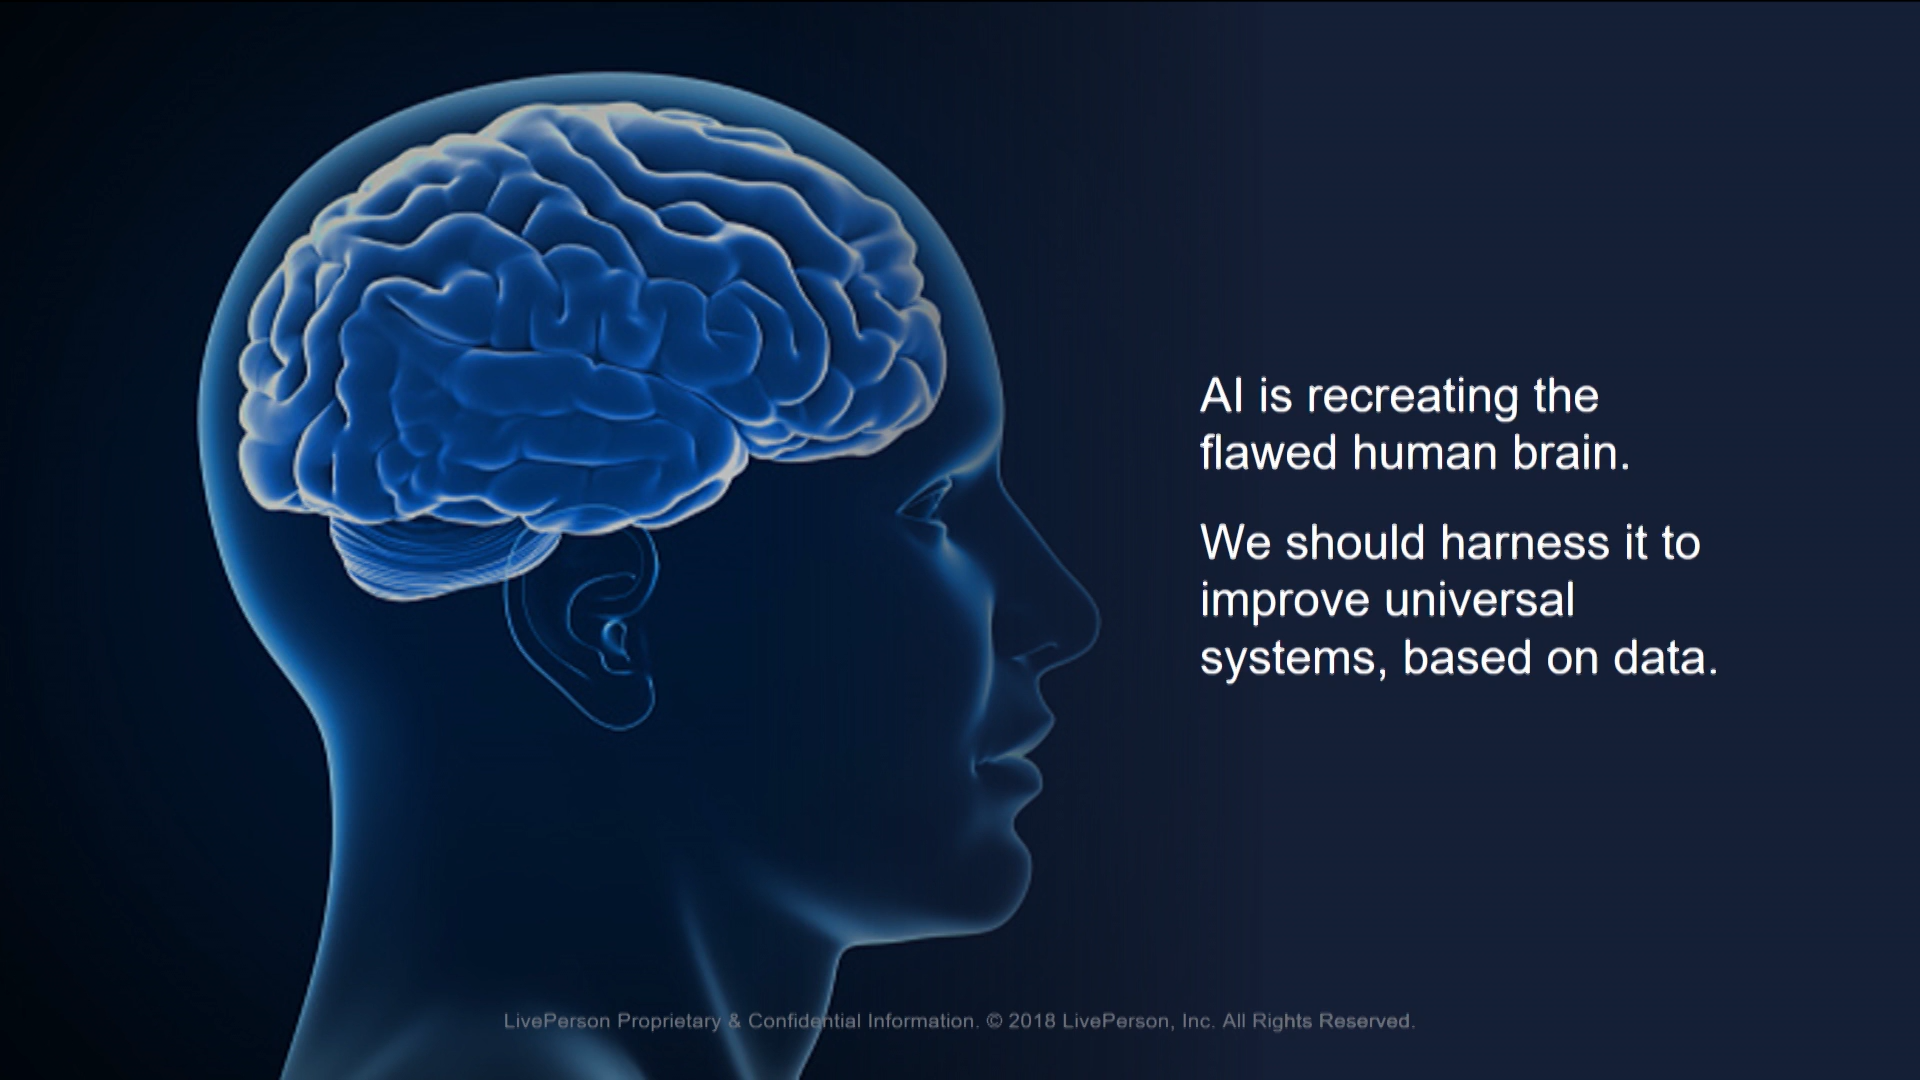 AI is recreating the
flawed human brain.
We should harness it to
improve universal
systems, based on data.
LivePerson Proprietary & Confidential Information. © 2018 LivePerson, Inc. All Rights Reserved.